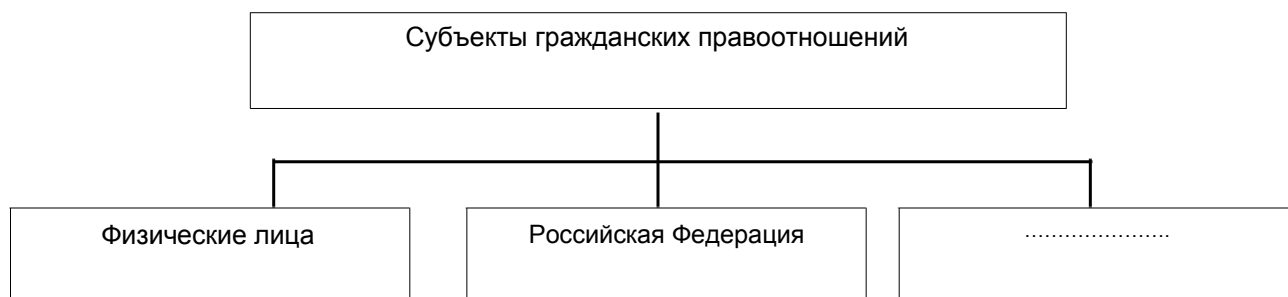 Субъекты гражданских правоотношений
Физические лица
Российская Федерация
......................